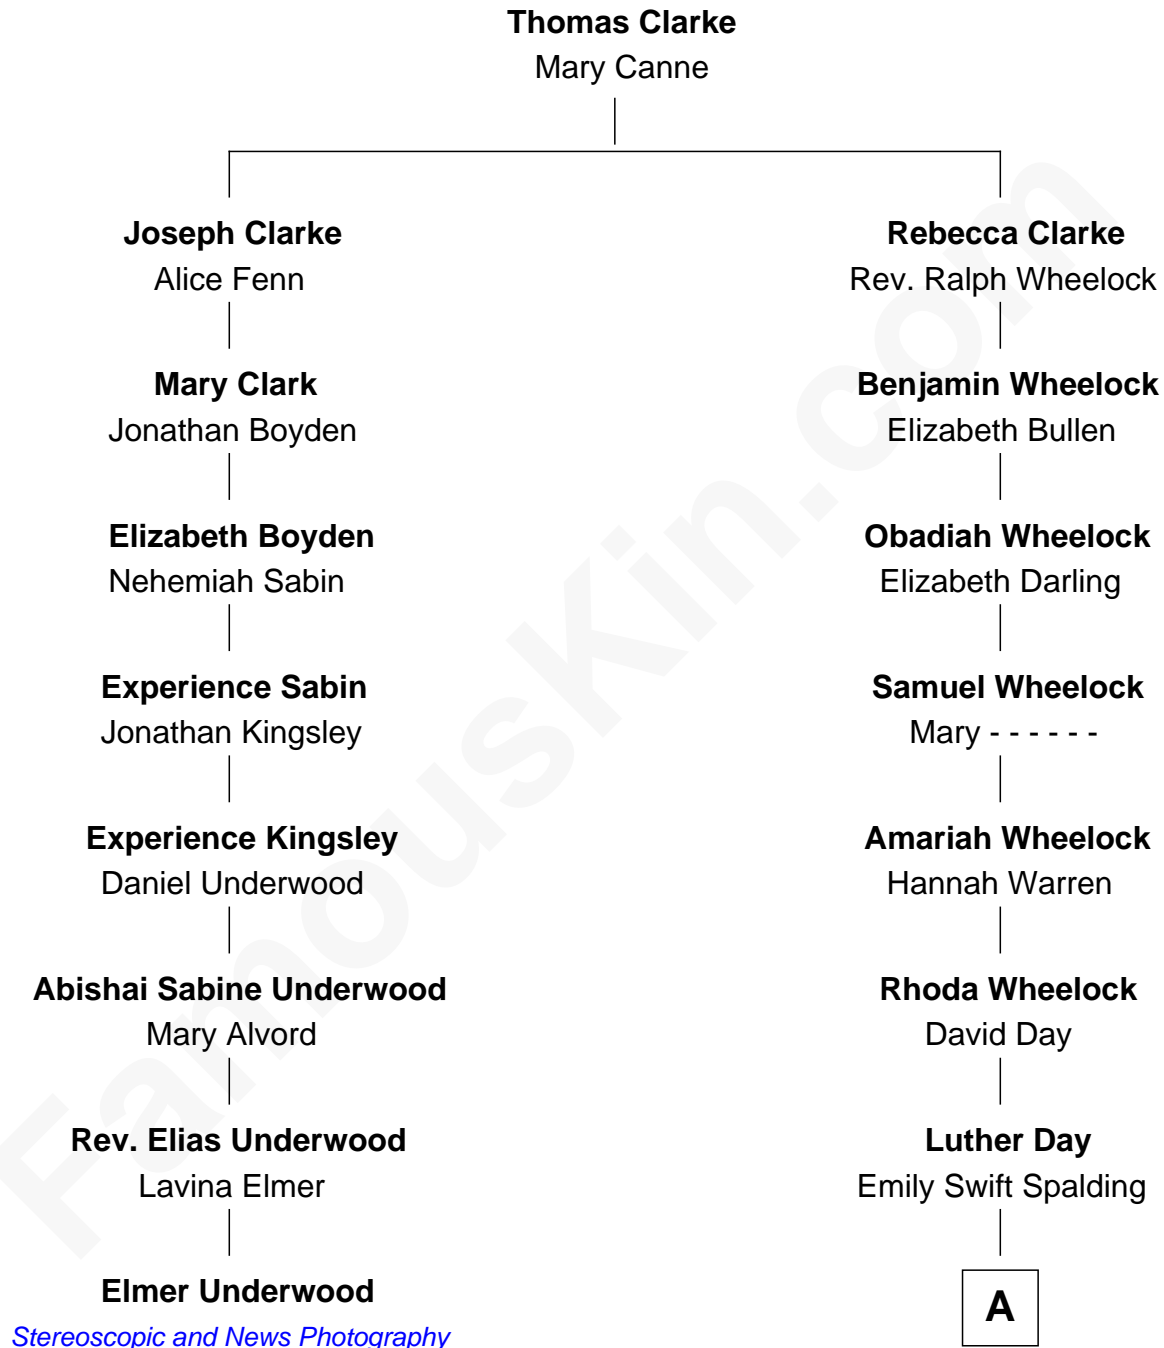 Thomas Clarke
Mary Canne
Joseph Clarke
Alice Fenn
Rebecca Clarke
Rev. Ralph Wheelock
Mary Clark
Jonathan Boyden
Benjamin Wheelock
Elizabeth Bullen
Elizabeth Boyden
Nehemiah Sabin
Obadiah Wheelock
Elizabeth Darling
Experience Sabin
Jonathan Kingsley
Samuel Wheelock
Mary - - - - - -
Experience Kingsley
Daniel Underwood
Amariah Wheelock
Hannah Warren
Abishai Sabine Underwood
Mary Alvord
Rhoda Wheelock
David Day
Rev. Elias Underwood
Lavina Elmer
Luther Day
Emily Swift Spalding
Elmer Underwood
Stereoscopic and News Photography
A
FamousKin.com